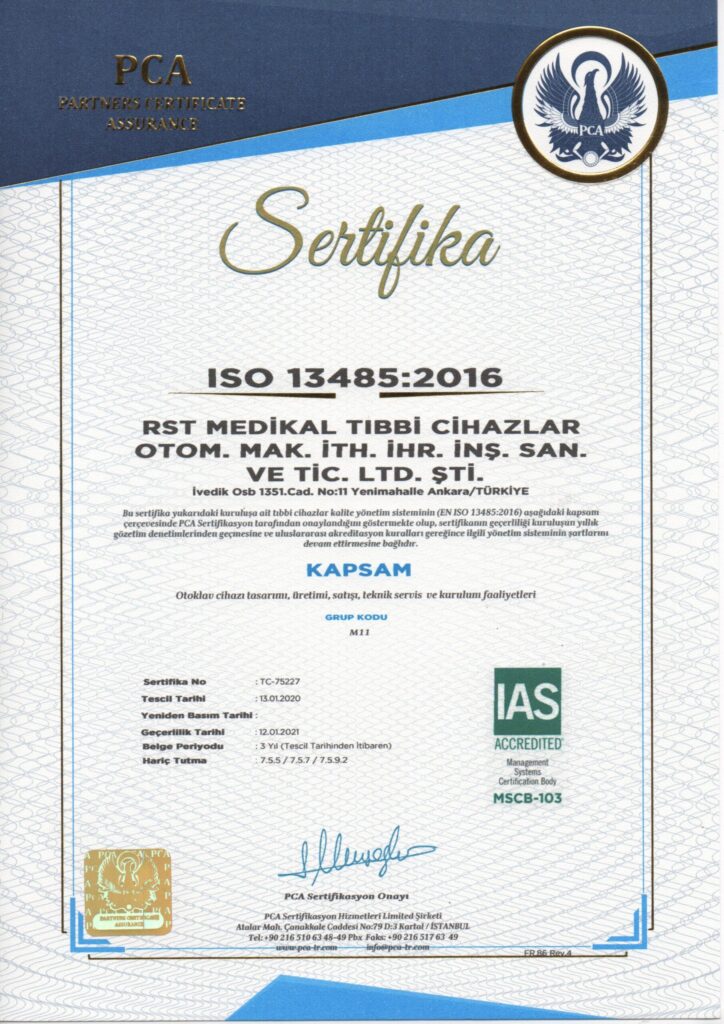 PCA
PARTNERS CERTIFICATE
ASSURANCE
PCA
Sertifika
ISO 13485:2016
RST MEDİKAL TIBBİ CİHAZLAR
OTOM. MAK. İTH. İHR. İNŞ. SAN.
VE TİC. LTD. ŞTİ.
İvedik Osb 1351.Cad. No:11 Yenimahalle Ankara/TÜRKİYE
Bu sertifika yukarıdaki kuruluşa ait tıbbi cihazlar kalite yönetim sisteminin (EN ISO 13485:2016) aşağıdaki kapsam
çerçevesinde PCA Sertifikasyon tarafından onaylandığını göstermekte olup, sertifikanın geçerliliği kuruluşun yıllık
gözetim denetimlerinden geçmesine ve uluslararası akreditasyon kuralları gereğince ilgili yönetim sisteminin şartlarını
devam ettirmesine bağlıdır.
KAPSAM
Otoklav cihazı tasarımı, üretimi, satışı, teknik servis ve kurulum faaliyetleri
GRUP KODU
M11
Sertifika No : TC-75227
Tescil Tarihi : 13.01.2020
Yeniden Basım Tarihi :
Geçerlilik Tarihi : 12.01.2021
Belge Periyodu : 3 Yıl (Tescil Tarihinden İtibaren)
Hariç Tutma : 7.5.5 / 7.5.7 / 7.5.9.2
IAS
ACCREDITED
Management
Systems
Certification Body
MSCB-103
PCA Sertifikasyon Onayı
PCA Sertifikasyon Hizmetleri Limited Şirketi
Atalar Mah. Çanakkale Caddesi No:79 D:3 Kartal / İSTANBUL
Tel: +90 216 510 63 48-49 Pbx Faks: +90 216 517 63 49
www.pca-tr.com info@pca-tr.com
FR.86 Rev.4
PARTNERS CERTIFICATE
ASSURANCE